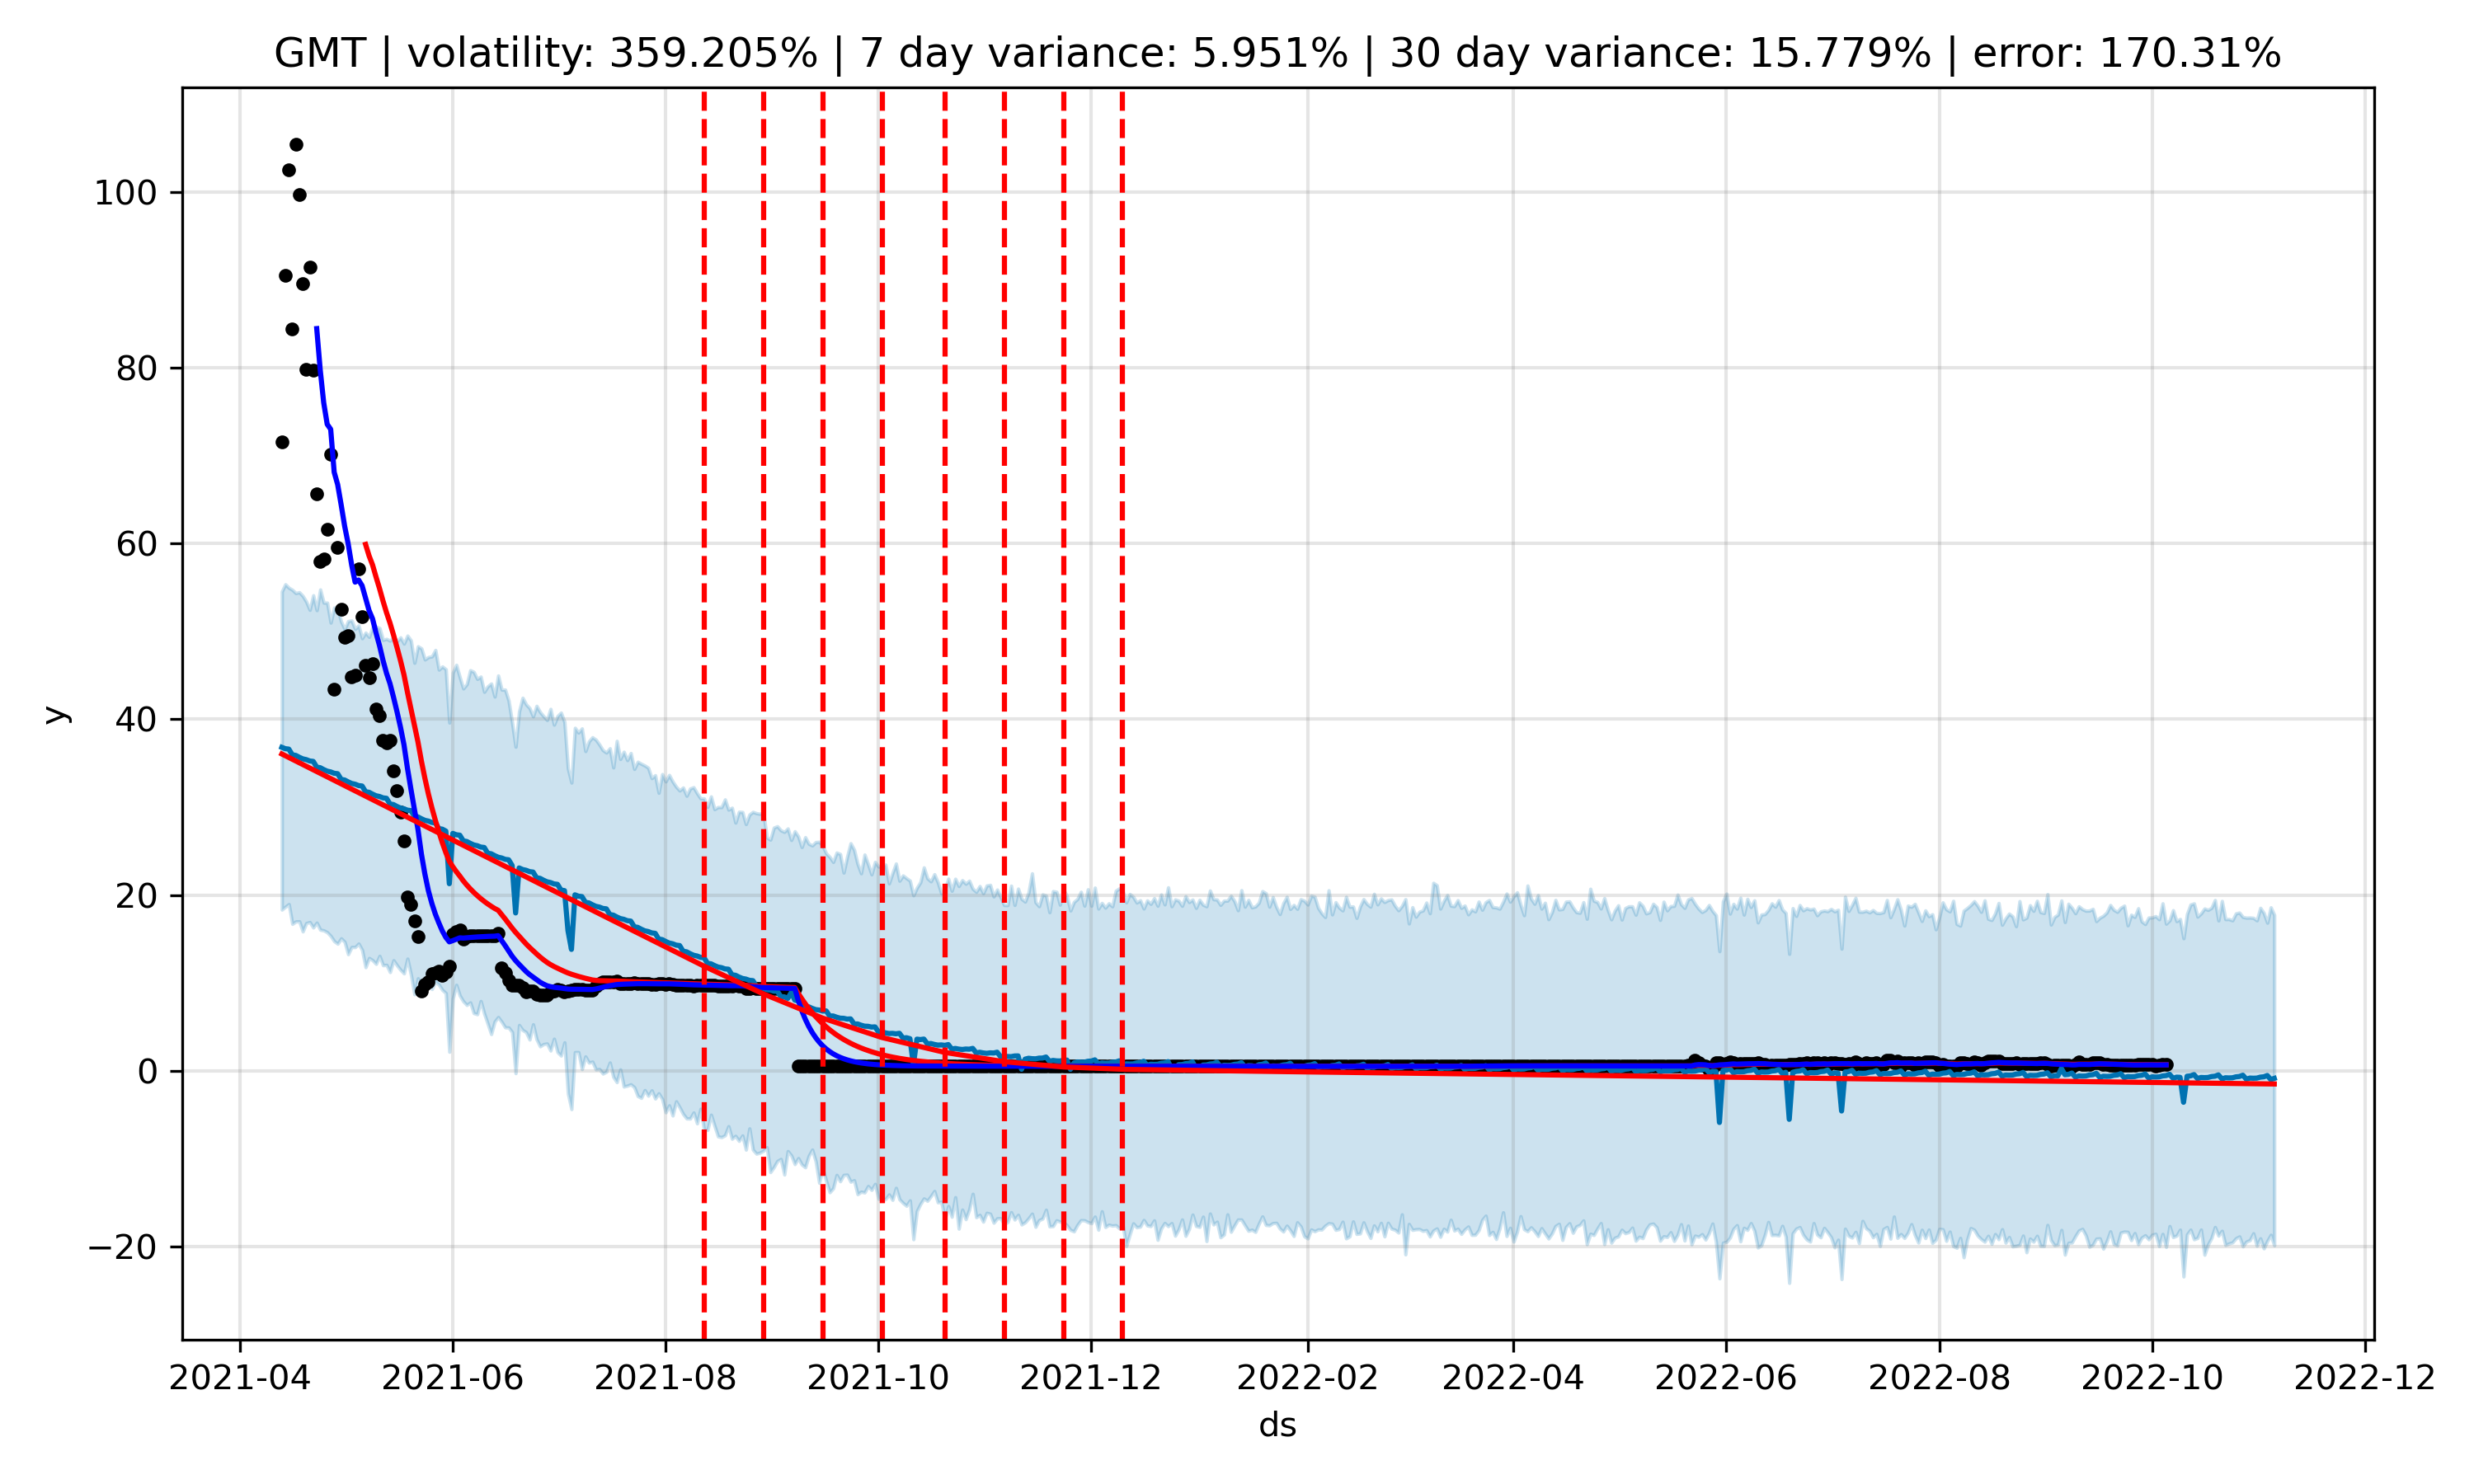 GMT | volatility: 359.205% | 7 day variance: 5.951% | 30 day variance: 15.779% | error: 170.31%
100
80
60
40
20
0
−20
y
2021-04 2021-06 2021-08 2021-10 2021-12 2022-02 2022-04 2022-06 2022-08 2022-10 2022-12
ds